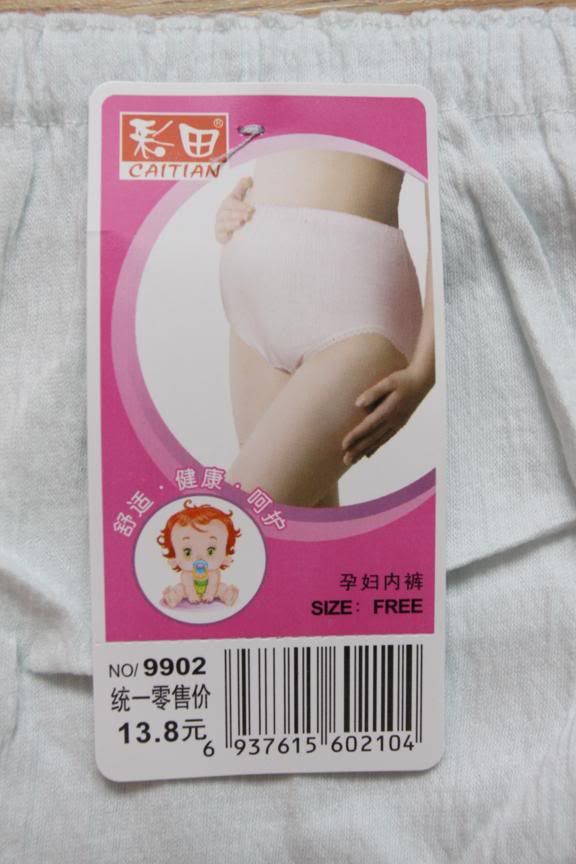 彩田®
CAITIAN
舒适·健康·呵护
孕妇内裤
SIZE: FREE
NO/ 9902
统一零售价
13.8元
6 937615 602104